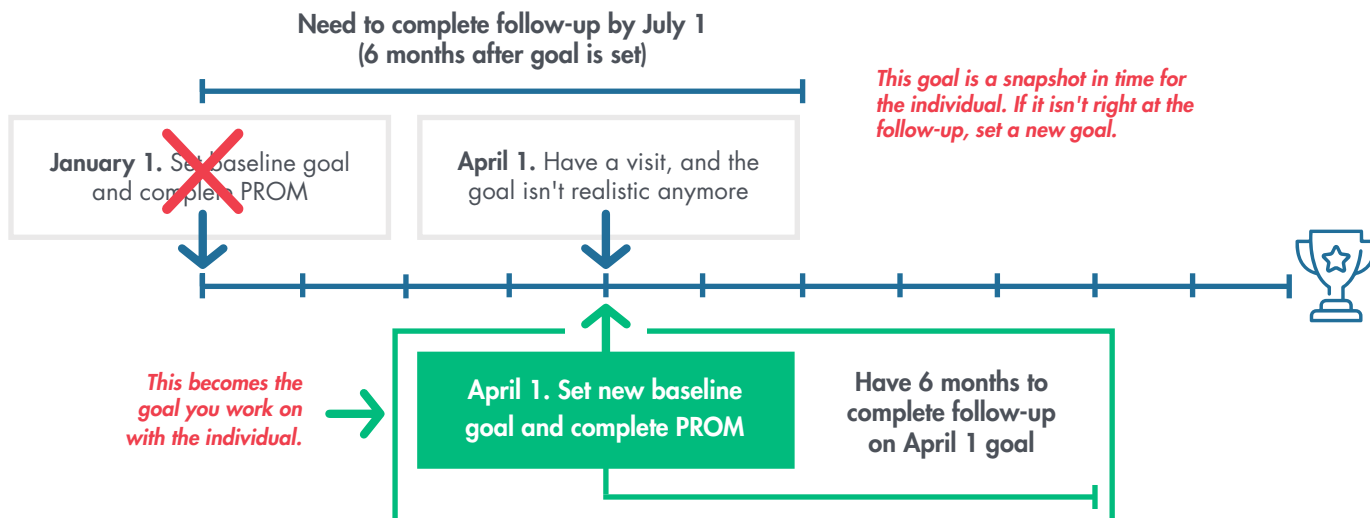 Need to complete follow-up by July 1
(6 months after goal is set)
This goal is a snapshot in time for
the individual. If it isn't right at the
follow-up, set a new goal.
January 1. Set baseline goal
and complete PROM
April 1. Have a visit, and the
goal isn't realistic anymore
This becomes the
goal you work on
with the individual.
April 1. Set new baseline
goal and complete PROM
Have 6 months to
complete follow-up
on April 1 goal